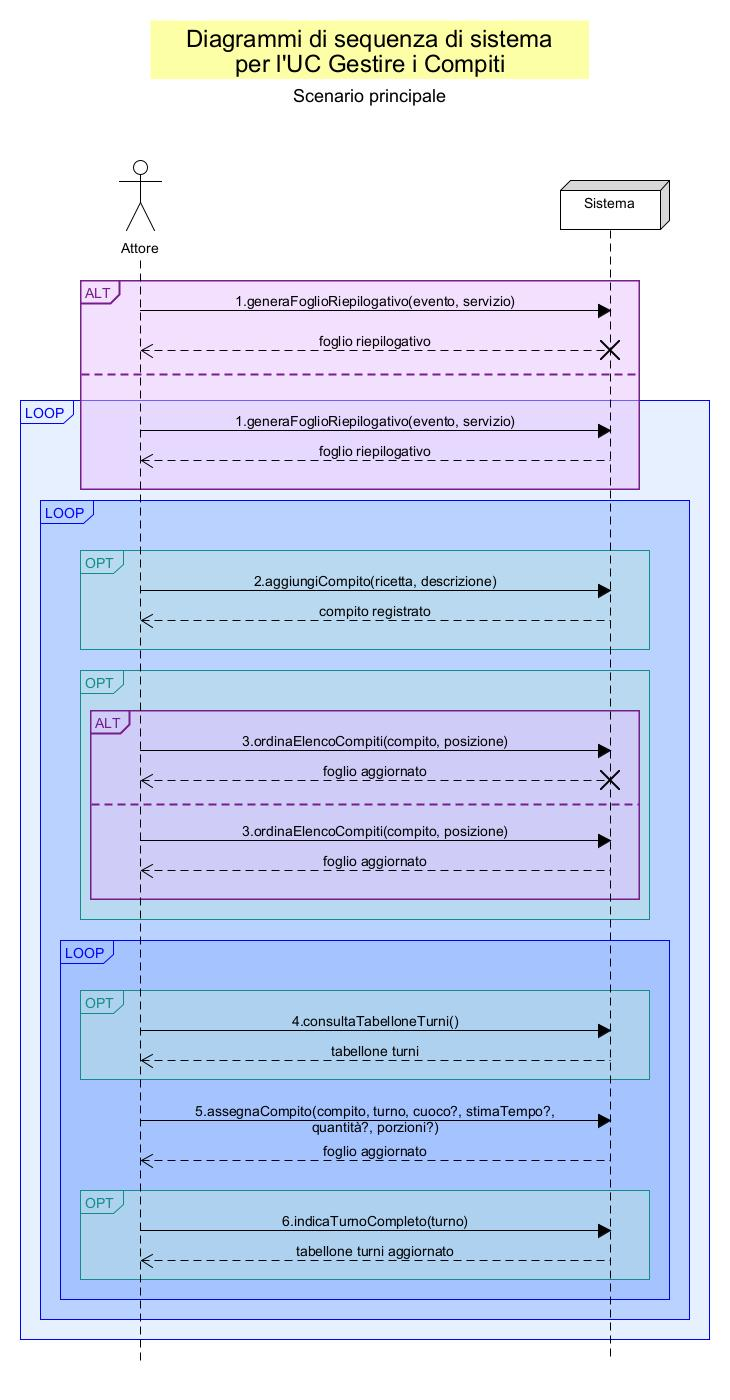 Diagrammi di sequenza di sistema
per l'UC Gestire i Compiti
Scenario principale
Sistema
Attore
ALT
1.generaFoglioRiepilogativo(evento, servizio)
foglio riepilogativo
LOOP
1.generaFoglioRiepilogativo(evento, servizio)
foglio riepilogativo
LOOP
OPT
2.aggiungiCompito(ricetta, descrizione)
compito registrato
OPT
ALT
3.ordinaElencoCompiti(compito, posizione)
foglio aggiornato
3.ordinaElencoCompiti(compito, posizione)
foglio aggiornato
LOOP
OPT
4.consultaTabelloneTurni()
tabellone turni
5.assegnaCompito(compito, turno, cuoco?, stimaTempo?,
quantità?, porzioni?)
foglio aggiornato
OPT
6.indicaTurnoCompleto(turno)
tabellone turni aggiornato